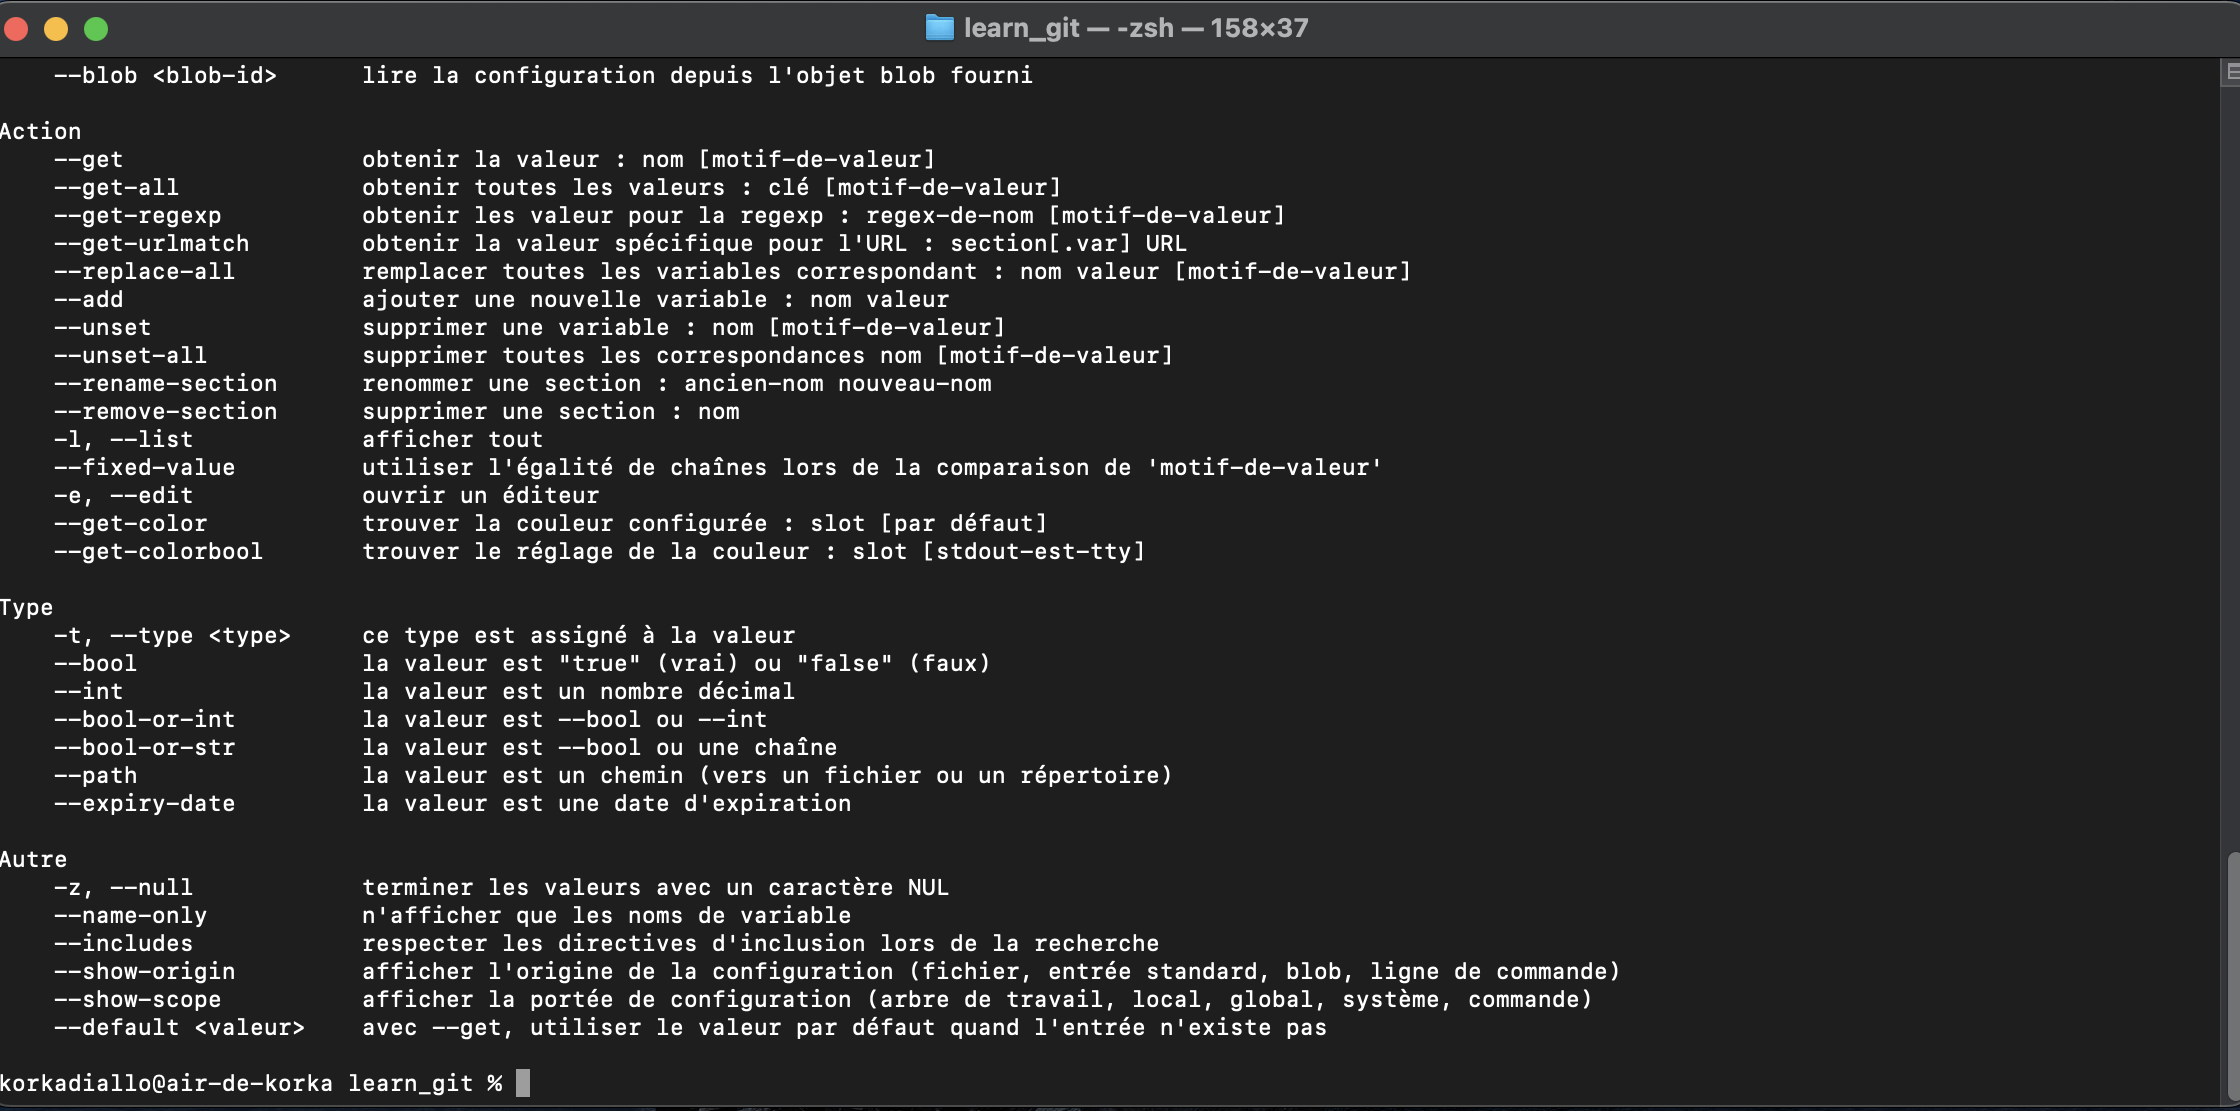 learn_git — -zsh — 158×37
--blob <blob-id> lire la configuration depuis l'objet blob fourni
Action
--get obtenir la valeur : nom [motif-de-valeur]
--get-all obtenir toutes les valeurs : clé [motif-de-valeur]
--get-regexp obtenir les valeur pour la regexp : regex-de-nom [motif-de-valeur]
--get-urlmatch obtenir la valeur spécifique pour l'URL : section[.var] URL
--replace-all remplacer toutes les variables correspondant : nom valeur [motif-de-valeur]
--add ajouter une nouvelle variable : nom valeur
--unset supprimer une variable : nom [motif-de-valeur]
--unset-all supprimer toutes les correspondances nom [motif-de-valeur]
--rename-section renommer une section : ancien-nom nouveau-nom
--remove-section supprimer une section : nom
-l, --list afficher tout
--fixed-value utiliser l'égalité de chaînes lors de la comparaison de 'motif-de-valeur'
-e, --edit ouvrir un éditeur
--get-color trouver la couleur configurée : slot [par défaut]
--get-colorbool trouver le réglage de la couleur : slot [stdout-est-tty]
Type
-t, --type <type> ce type est assigné à la valeur
--bool la valeur est "true" (vrai) ou "false" (faux)
--int la valeur est un nombre décimal
--bool-or-int la valeur est --bool ou --int
--bool-or-str la valeur est --bool ou une chaîne
--path la valeur est un chemin (vers un fichier ou un répertoire)
--expiry-date la valeur est une date d'expiration
Autre
-z, --null terminer les valeurs avec un caractère NUL
--name-only n'afficher que les noms de variable
--includes respecter les directives d'inclusion lors de la recherche
--show-origin afficher l'origine de la configuration (fichier, entrée standard, blob, ligne de commande)
--show-scope afficher la portée de configuration (arbre de travail, local, global, système, commande)
--default <valeur> avec --get, utiliser le valeur par défaut quand l'entrée n'existe pas
korkadiallo@air-de-korka learn_git %